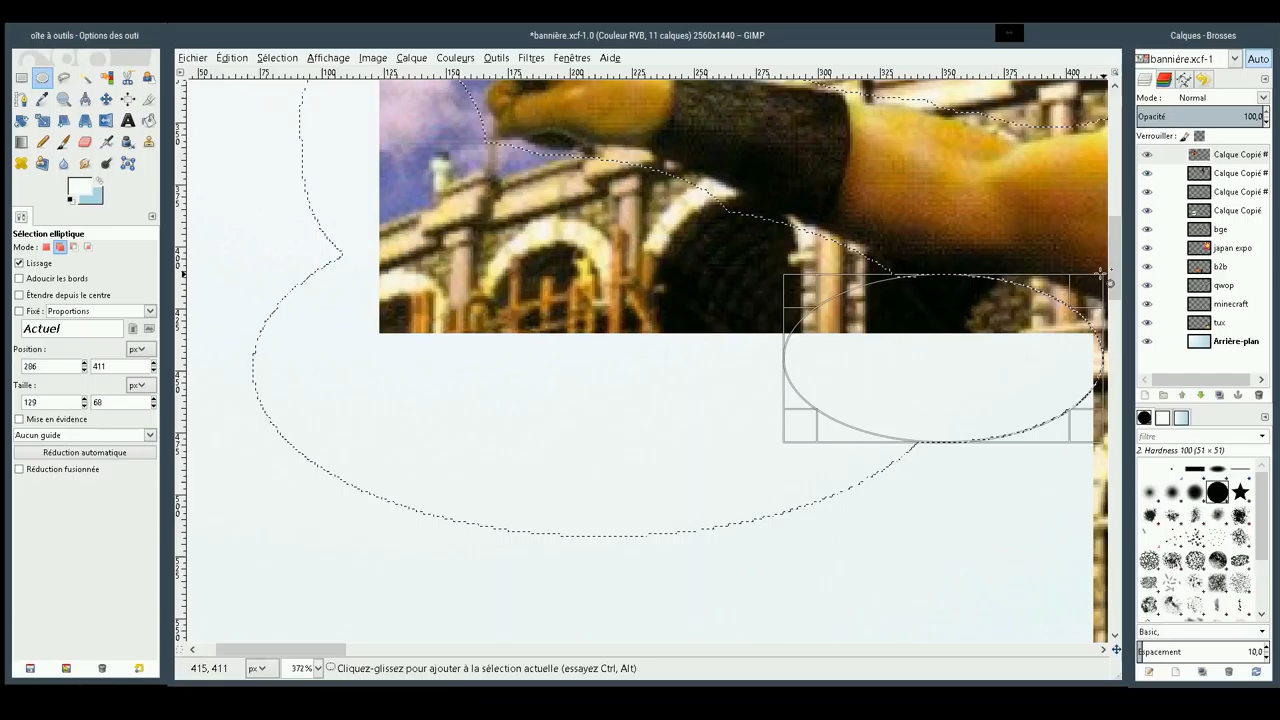 oîte à outils - Options des outi
*bannière.xcf-1.0 (Couleur RVB, 11 calques) 2560x1440 – GIMP
Calques - Brosses
Fichier Édition Sélection Affichage Image Calque Couleurs Outils Filtres Fenêtres Aide
bannière.xcf-1 Auto
50 75 100 125 150 175 200 225 250 275 300 325 350 375 400
Mode : Normal
Opacité 100,0
Verrouiller :
Calque Copié #
Calque Copié #
Calque Copié #
Calque Copié
bge
japan expo
b2b
qwop
minecraft
tux
Arrière-plan
Sélection elliptique
Mode :
Lissage
Adoucir les bords
Étendre depuis le centre
Fixé : Proportions
Actuel
Position : px
286 411
Taille : px
129 68
Mise en évidence
Aucun guide
Réduction automatique
Réduction fusionnée
filtre
2. Hardness 100 (51 × 51)
Basic,
Espacement 10,0
415, 411 px 372% Cliquez-glissez pour ajouter à la sélection actuelle (essayez Ctrl, Alt)